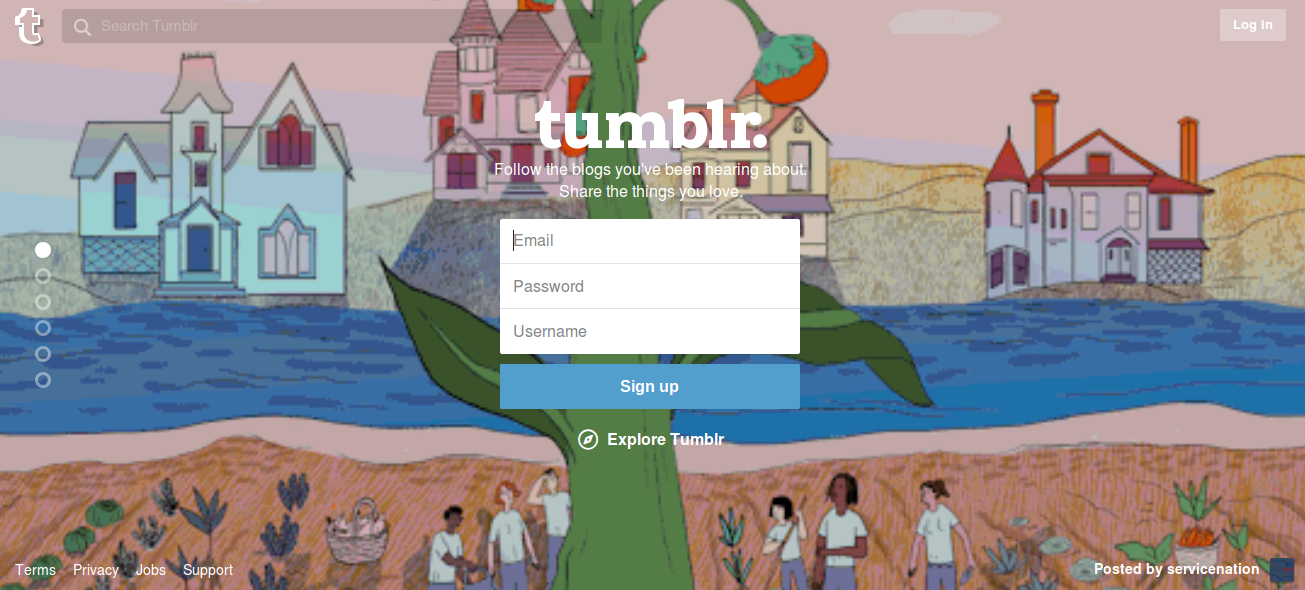 t
Search Tumblr
Log in
tumblr.
Follow the blogs you've been hearing about.
Share the things you love.
Email
Password
Username
Sign up
Explore Tumblr
Terms Privacy Jobs Support
Posted by servicenation